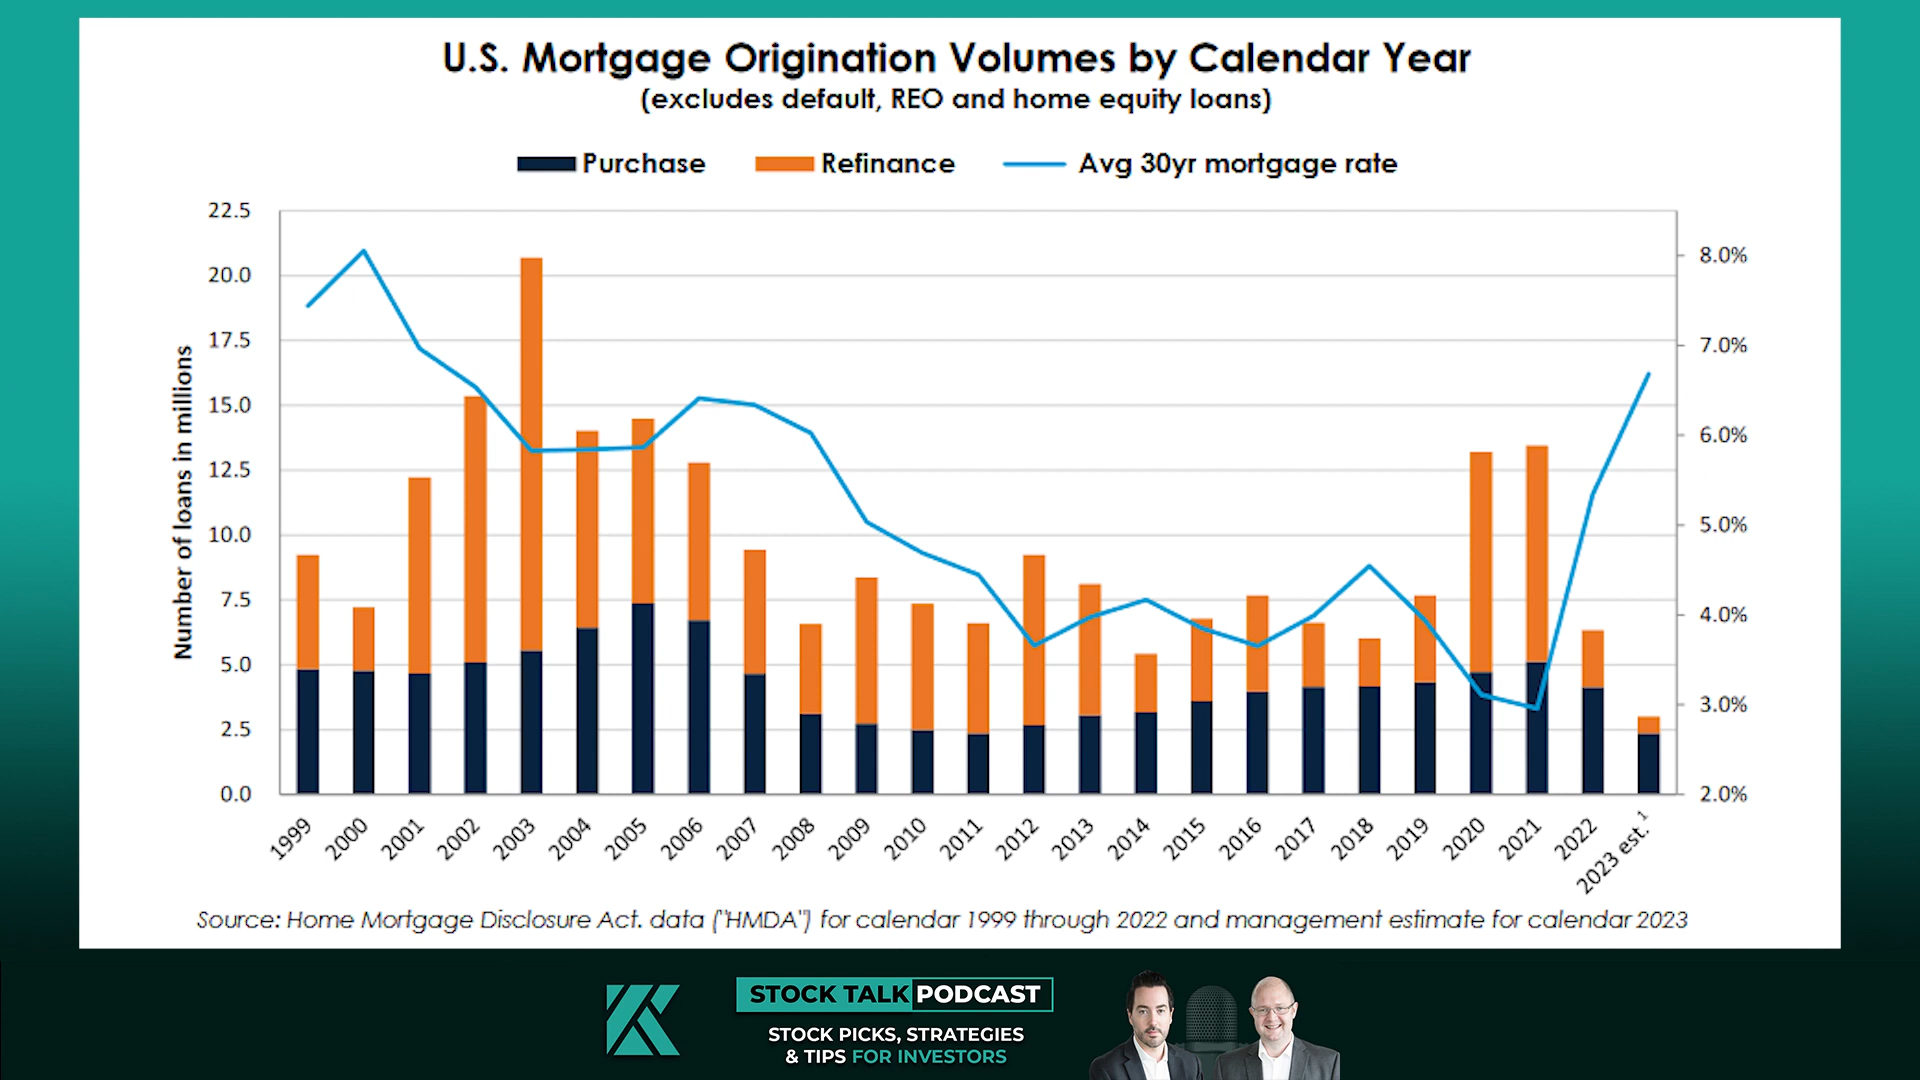 U.S. Mortgage Origination Volumes by Calendar Year
(excludes default, REO and home equity loans)
Purchase Refinance Avg 30yr mortgage rate
Number of loans in millions
22.5
20.0
17.5
15.0
12.5
10.0
7.5
5.0
2.5
0.0
8.0%
7.0%
6.0%
5.0%
4.0%
3.0%
2.0%
1999 2000 2001 2002 2003 2004 2005 2006 2007 2008 2009 2010 2011 2012 2013 2014 2015 2016 2017 2018 2019 2020 2021 2022 2023 est.¹
Source: Home Mortgage Disclosure Act. data ("HMDA") for calendar 1999 through 2022 and management estimate for calendar 2023
STOCK TALK PODCAST
STOCK PICKS, STRATEGIES
& TIPS FOR INVESTORS